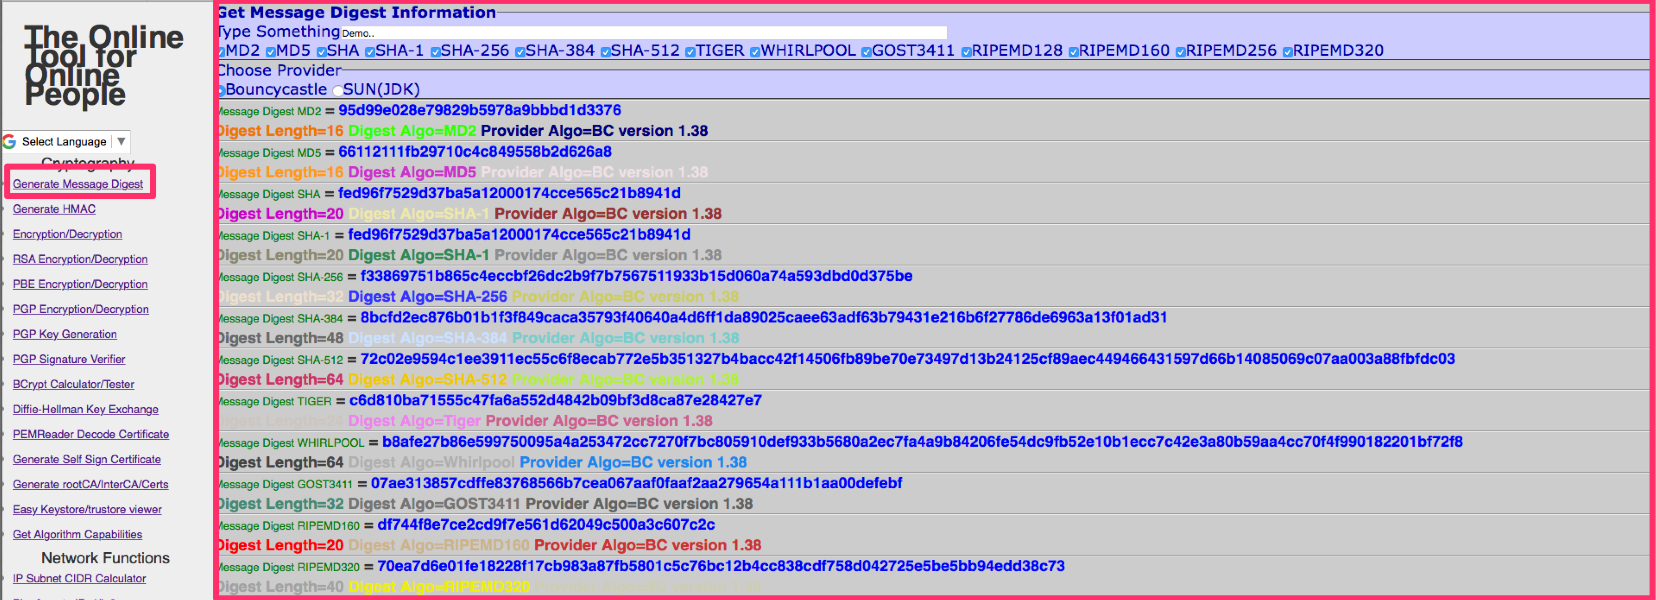 The Online
Tool for
Online
People
Select Language ▼
Cryptography
Generate Message Digest
Generate HMAC
Encryption/Decryption
RSA Encryption/Decryption
PBE Encryption/Decryption
PGP Encryption/Decryption
PGP Key Generation
PGP Signature Verifier
BCrypt Calculator/Tester
Diffie-Hellman Key Exchange
PEMReader Decode Certificate
Generate Self Sign Certificate
Generate rootCA/InterCA/Certs
Easy Keystore/trustore viewer
Get Algorithm Capabilities
Network Functions
IP Subnet CIDR Calculator
Get Message Digest Information
Type Something Demo..
MD2 MD5 SHA SHA-1 SHA-256 SHA-384 SHA-512 TIGER WHIRLPOOL GOST3411 RIPEMD128 RIPEMD160 RIPEMD256 RIPEMD320
Choose Provider
Bouncycastle SUN(JDK)
Message Digest MD2 = 95d99e028e79829b5978a9bbbd1d3376
Digest Length=16 Digest Algo=MD2 Provider Algo=BC version 1.38
Message Digest MD5 = 66112111fb29710c4c849558b2d626a8
Digest Length=16 Digest Algo=MD5 Provider Algo=BC version 1.38
Message Digest SHA = fed96f7529d37ba5a12000174cce565c21b8941d
Digest Length=20 Digest Algo=SHA-1 Provider Algo=BC version 1.38
Message Digest SHA-1 = fed96f7529d37ba5a12000174cce565c21b8941d
Digest Length=20 Digest Algo=SHA-1 Provider Algo=BC version 1.38
Message Digest SHA-256 = f33869751b865c4eccbf26dc2b9f7b7567511933b15d060a74a593dbd0d375be
Digest Length=32 Digest Algo=SHA-256 Provider Algo=BC version 1.38
Message Digest SHA-384 = 8bcfd2ec876b01b1f3f849caca35793f40640a4d6ff1da89025caee63adf63b79431e216b6f27786de6963a13f01ad31
Digest Length=48 Digest Algo=SHA-384 Provider Algo=BC version 1.38
Message Digest SHA-512 = 72c02e9594c1ee3911ec55c6f8ecab772e5b351327b4bacc42f14506fb89be70e73497d13b24125cf89aec449466431597d66b14085069c07aa003a88fbfdc03
Digest Length=64 Digest Algo=SHA-512 Provider Algo=BC version 1.38
Message Digest TIGER = c6d810ba71555c47fa6a552d4842b09bf3d8ca87e28427e7
Digest Length=24 Digest Algo=Tiger Provider Algo=BC version 1.38
Message Digest WHIRLPOOL = b8afe27b86e599750095a4a253472cc7270f7bc805910def933b5680a2ec7fa4a9b84206fe54dc9fb52e10b1ecc7c42e3a80b59aa4cc70f4f990182201bf72f8
Digest Length=64 Digest Algo=Whirlpool Provider Algo=BC version 1.38
Message Digest GOST3411 = 07ae313857cdffe83768566b7cea067aaf0faaf2aa279654a111b1aa00defebf
Digest Length=32 Digest Algo=GOST3411 Provider Algo=BC version 1.38
Message Digest RIPEMD160 = df744f8e7ce2cd9f7e561d62049c500a3c607c2c
Digest Length=20 Digest Algo=RIPEMD160 Provider Algo=BC version 1.38
Message Digest RIPEMD320 = 70ea7d6e01fe18228f17cb983a87fb5801c5c76bc12b4cc838cdf758d042725e5be5bb94edd38c73
Digest Length=40 Digest Algo=RIPEMD320